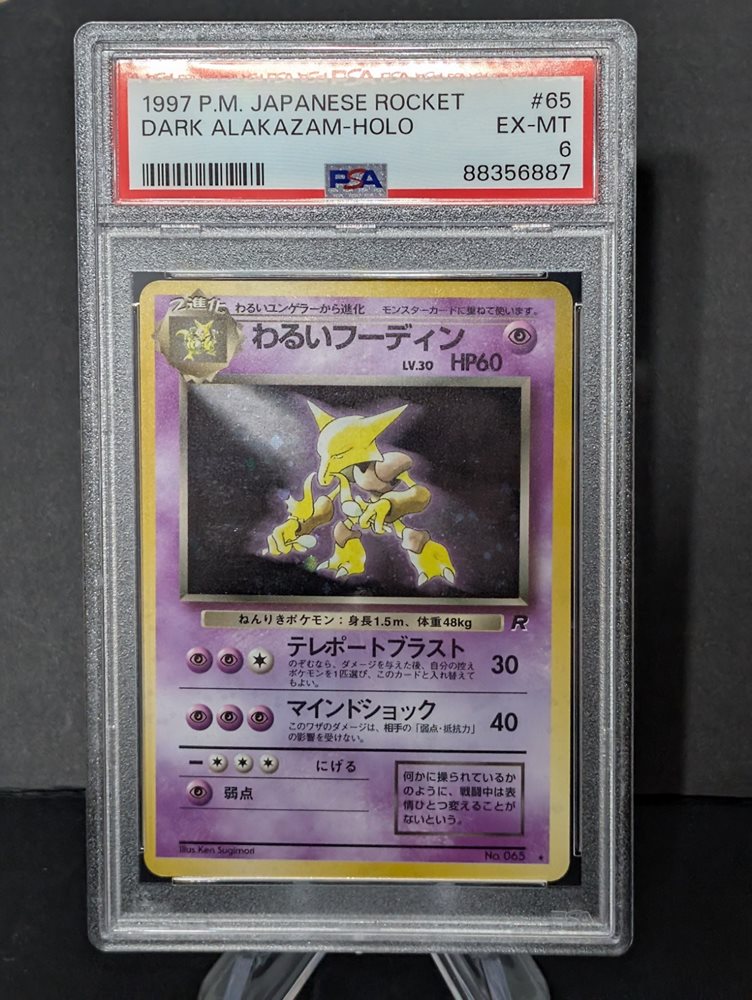 1997 P.M. JAPANESE ROCKET #65
DARK ALAKAZAM-HOLO EX-MT
6
PSA 88356887
2進化 わるいユンゲラーから進化 モンスターカードに重ねて使います。
わるいフーディン
LV.30 HP60
ねんりきポケモン：身長1.5m、体重48kg R
テレポートブラスト 30
のぞむなら、ダメージを与えた後、自分の控え
ポケモンを1匹選び、このカードと入れ替えて
もよい。
マインドショック 40
このワザのダメージは、相手の「弱点・抵抗力」
の影響を受けない。
にげる
弱点
何かに操られているか
のように、戦闘中は表
情ひとつ変えることが
ないという。
Illus Ken Sugimori No. 065 ★